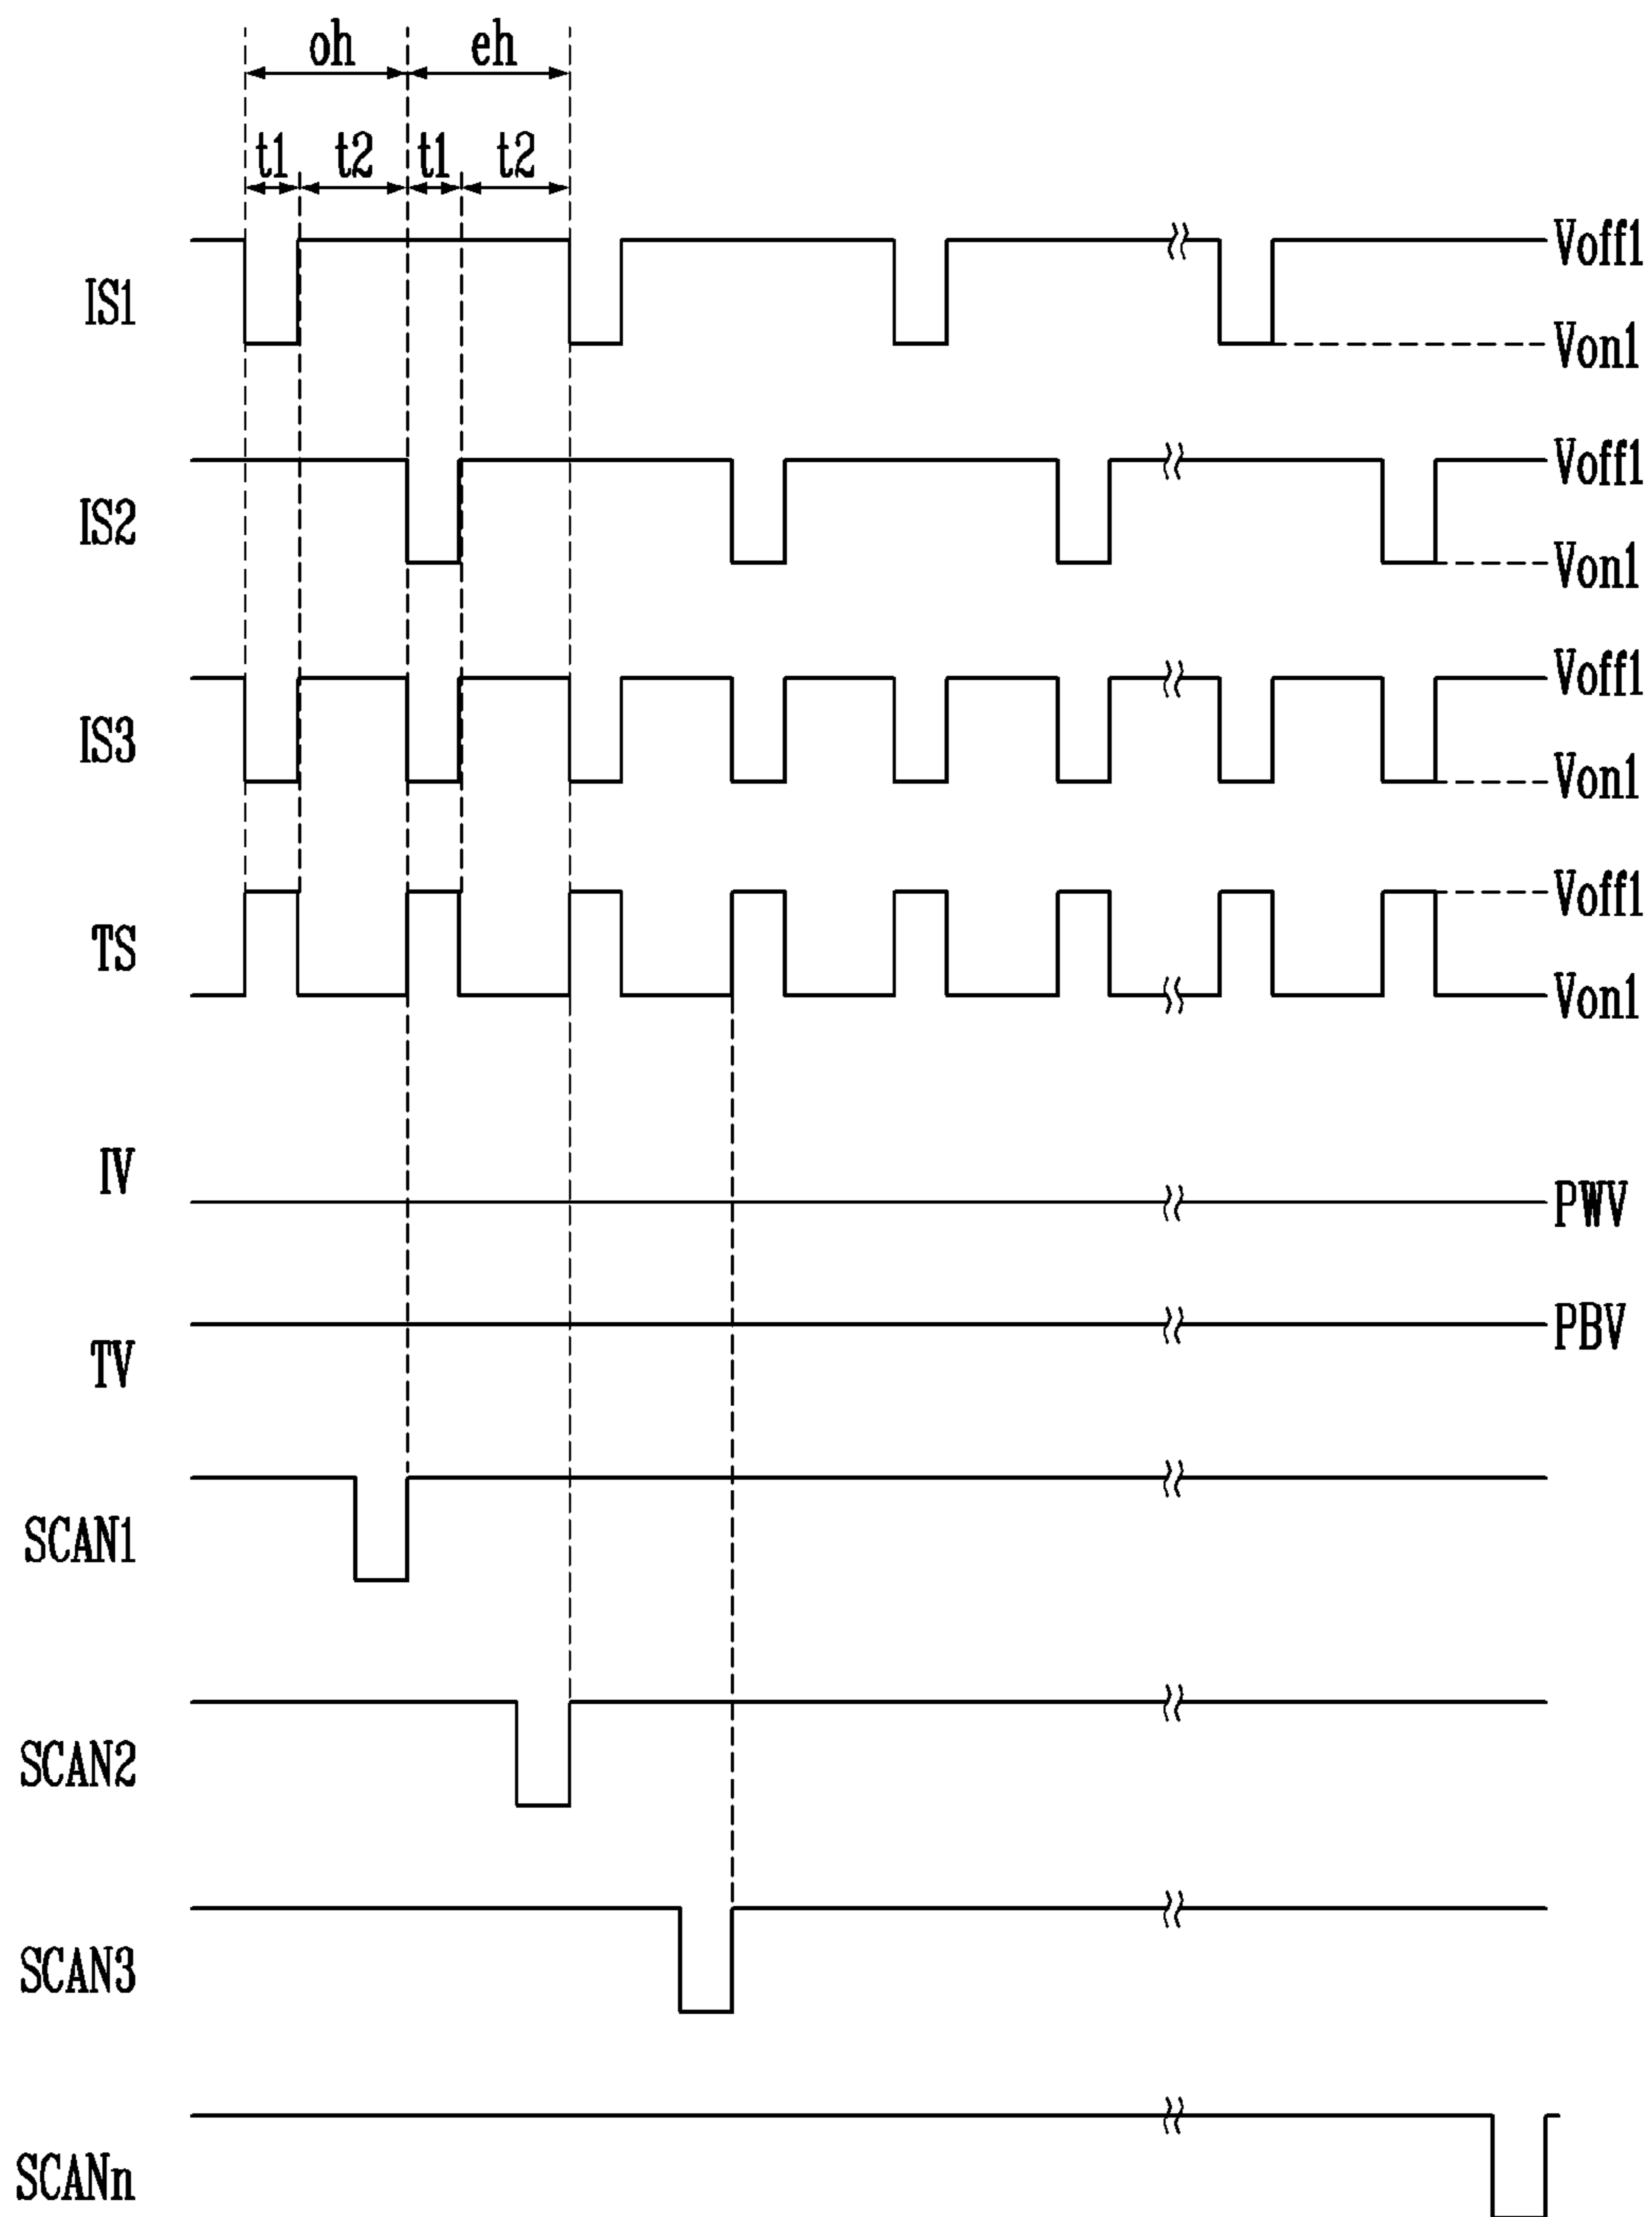 oh eh
t1 t2 t1 t2
IS1 Voff1
Von1
IS2 Voff1
Von1
IS3 Voff1
Von1
TS Voff1
Von1
IV PWV
TV PBV
SCAN1
SCAN2
SCAN3
SCANn